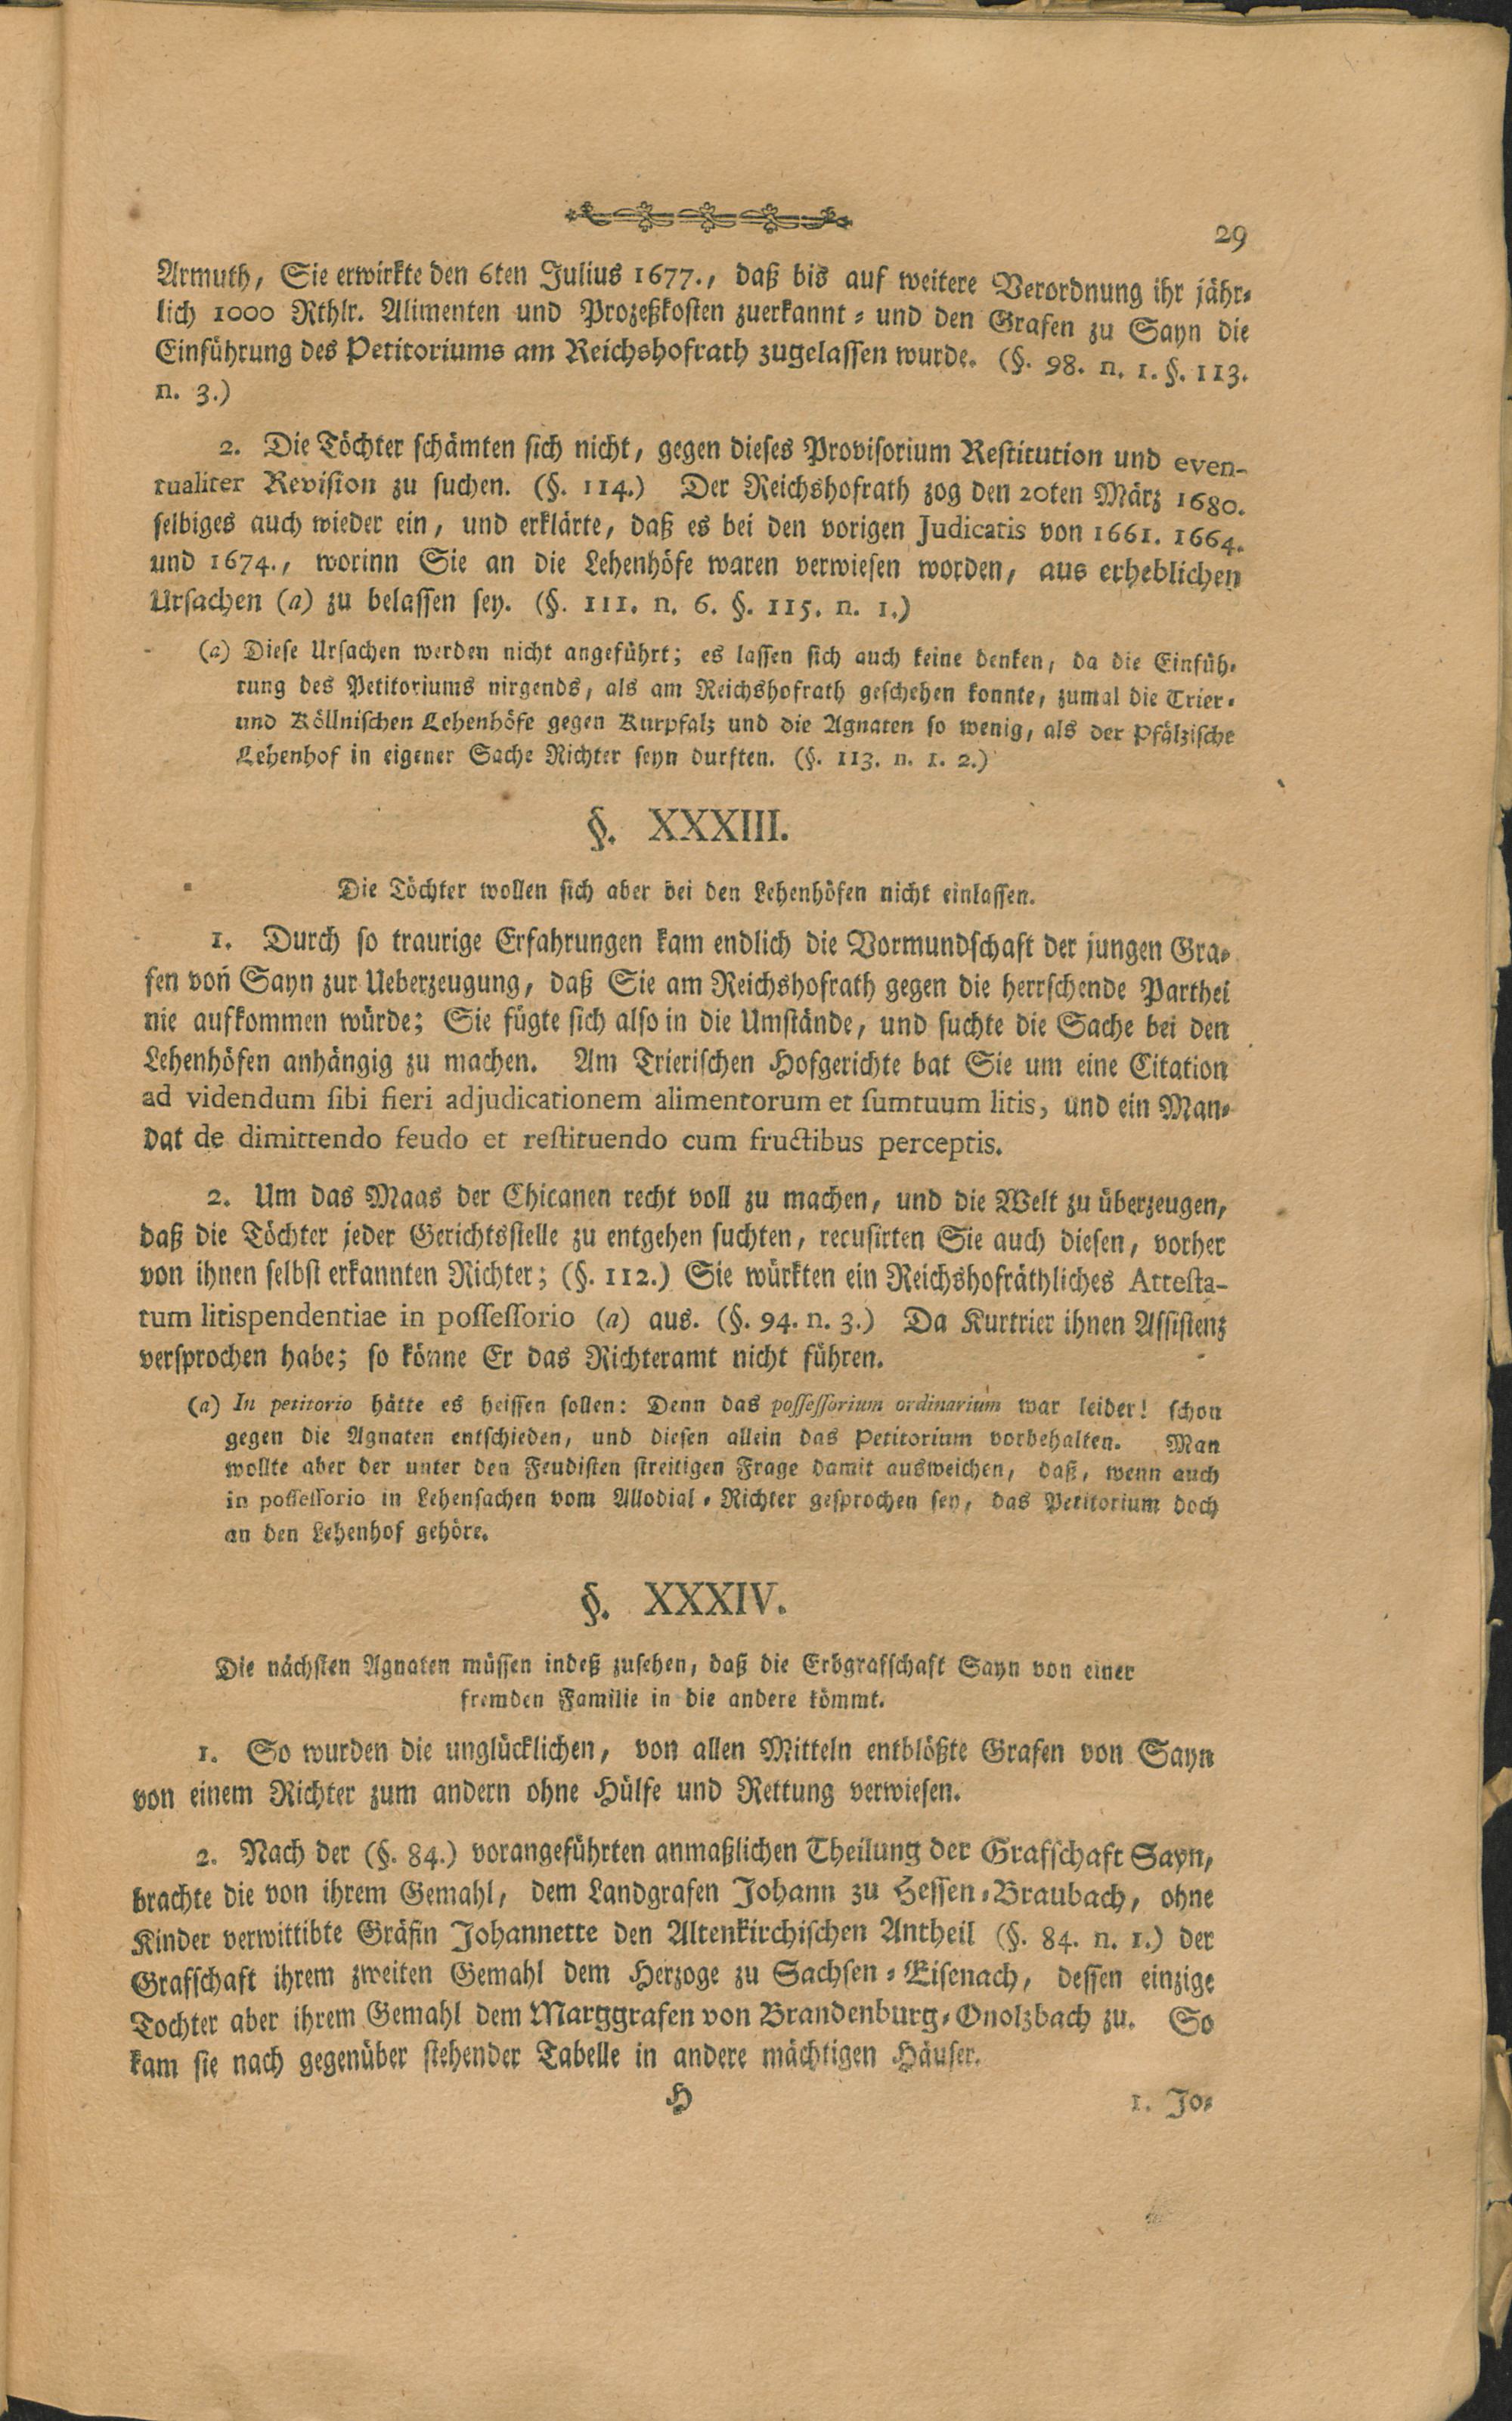 29
Armuth, Sie erwirkte den 6ten Julius 1677., daß bis auf weitere Verordnung ihr jähr-
lich 1000 Rthlr. Alimenten und Prozeßkosten zuerkannt- und den Grafen zu Sayn die
Einführung des Petitoriums am Reichshofrath zugelassen wurde. (§. 98. n. 1. §. 113.
n. 3.)
2. Die Töchter schämten sich nicht, gegen dieses Provisorium Restitution und even-
tualiter Revision zu suchen. (§. 114.) Der Reichshofrath zog den 20ten März 1680.
selbiges auch wieder ein, und erklärte, daß es bei den vorigen Judicatis von 1661. 1664.
und 1674., worinn Sie an die Lehenhöfe waren verwiesen worden, aus erheblichen
Ursachen (a) zu belassen sey. (§. 111. n. 6. §. 115. n. 1.)
(a) Diese Ursachen werden nicht angeführt; es lassen sich auch keine denken, da die Einfüh-
rung des Petitoriums nirgends, als am Reichshofrath geschehen konnte, zumal die Trier-
und Köllnischen Lehenhöfe gegen Kurpfalz und die Agnaten so wenig, als der Pfälzische
Lehenhof in eigener Sache Richter seyn durften. (§. 113. n. 1. 2.)
§. XXXIII.
Die Töchter wollen sich aber bei den Lehenhöfen nicht einlassen.
1. Durch so traurige Erfahrungen kam endlich die Vormundschaft der jungen Gra-
fen von Sayn zur Ueberzeugung, daß Sie am Reichshofrath gegen die herrschende Parthei
nie aufkommen würde; Sie fügte sich also in die Umstände, und suchte die Sache bei den
Lehenhöfen anhängig zu machen. Am Trierischen Hofgerichte bat Sie um eine Citation
ad videndum sibi fieri adjudicationem alimentorum et sumtuum litis, und ein Man-
dat de dimittendo feudo et restituendo cum fructibus perceptis.
2. Um das Maas der Chicanen recht voll zu machen, und die Welt zu überzeugen,
daß die Töchter jeder Gerichtsstelle zu entgehen suchten, recusirten Sie auch diesen, vorher
von ihnen selbst erkannten Richter; (§. 112.) Sie würkten ein Reichshofräthliches Attesta-
tum litispendentiae in possessorio (a) aus. (§. 94. n. 3.) Da Kurtrier ihnen Assistenz
versprochen habe; so könne Er das Richteramt nicht führen.
(a) In petitorio hätte es heissen sollen: Denn das possessorium ordinarium war leider! schon
gegen die Agnaten entschieden, und diesen allein das Petitorium vorbehalten. Man
wollte aber der unter den Feudisten streitigen Frage damit ausweichen, daß, wenn auch
in possessorio in Lehensachen vom Allodial-Richter gesprochen sey, das Petitorium doch
an den Lehenhof gehöre.
§. XXXIV.
Die nächsten Agnaten müssen indeß zusehen, daß die Erbgrafschaft Sayn von einer
fremden Familie in die andere kömmt.
1. So wurden die unglücklichen, von allen Mitteln entblößte Grafen von Sayn
von einem Richter zum andern ohne Hülfe und Rettung verwiesen.
2. Nach der (§. 84.) vorangeführten anmaßlichen Theilung der Grafschaft Sayn,
brachte die von ihrem Gemahl, dem Landgrafen Johann zu Hessen-Braubach, ohne
Kinder verwittibte Gräfin Johannette den Altenkirchischen Antheil (§. 84. n. 1.) der
Grafschaft ihrem zweiten Gemahl dem Herzoge zu Sachsen-Eisenach, dessen einzige
Tochter aber ihrem Gemahl dem Marggrafen von Brandenburg-Onolzbach zu. So
kam sie nach gegenüber stehender Tabelle in andere mächtigen Häuser.
H
1. Jo-